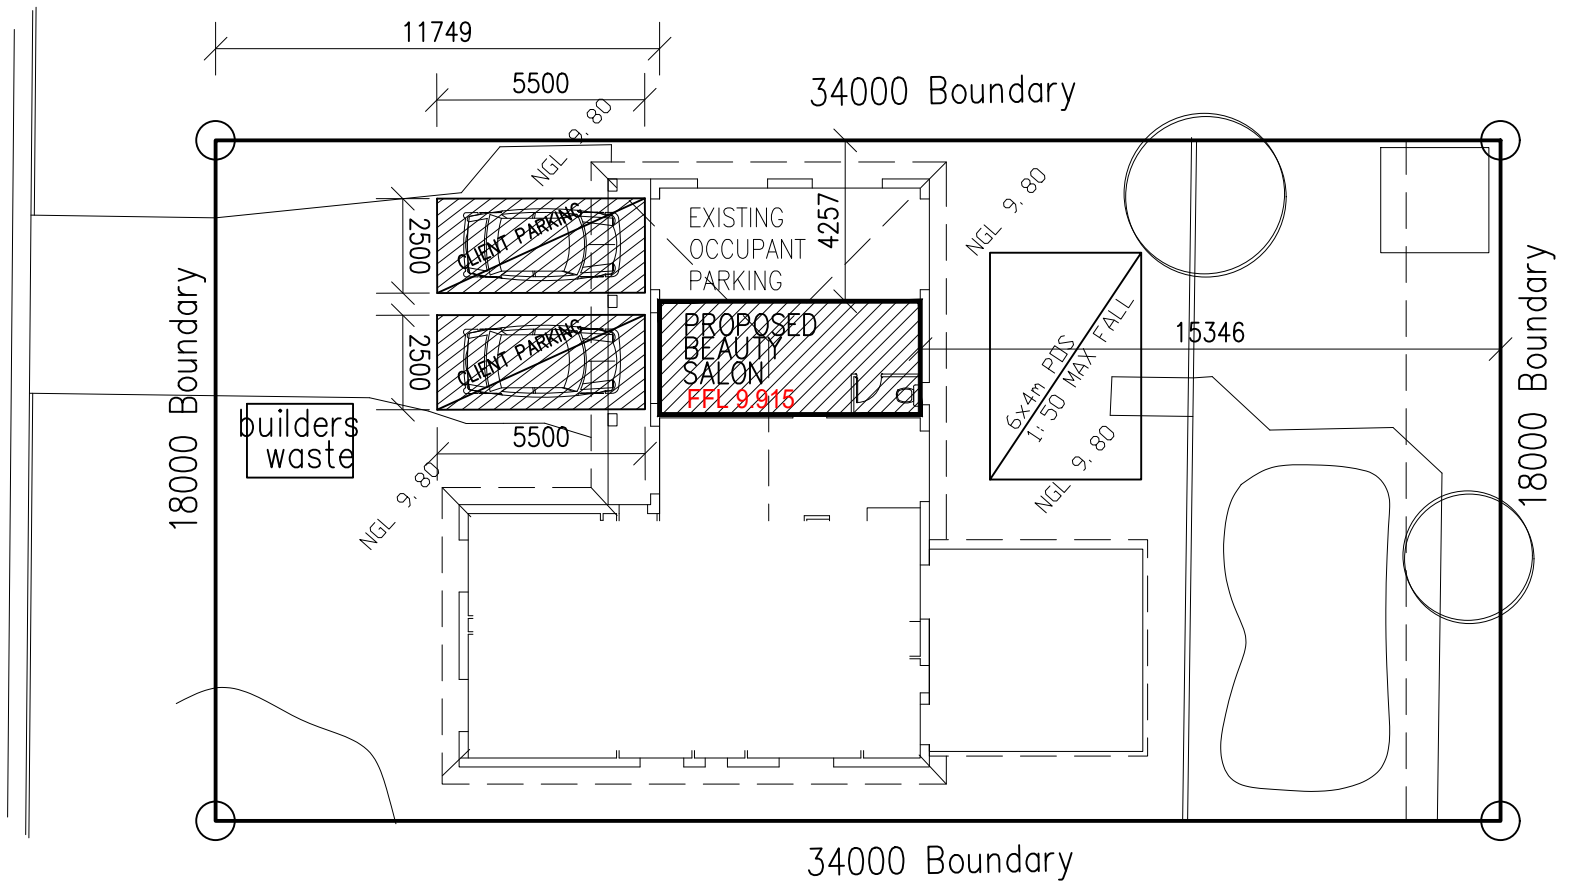 11749
5500
34000 Boundary
NGL 9.80
NGL 9.80
2500
CLIENT PARKING
EXISTING
OCCUPANT
PARKING
4257
18000 Boundary
2500
CLIENT PARKING
PROPOSED
BEAUTY
SALON
FFL 9.915
6x4m POS
1:50 MAX FALL
15346
18000 Boundary
builders
waste
5500
NGL 9.80
NGL 9.80
34000 Boundary